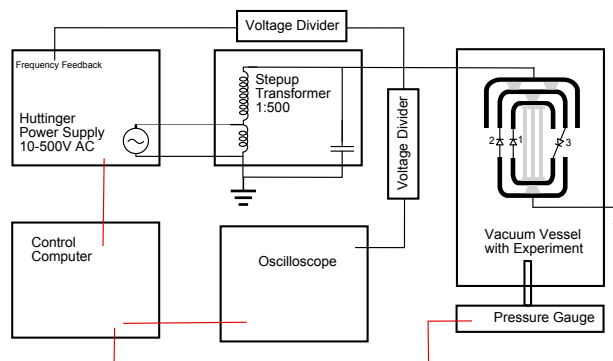 Voltage Divider
Frequency Feedback
Huttinger
Power Supply
10-500V AC
Stepup
Transformer
1:500
Voltage Divider
2
1
3
Vacuum Vessel
with Experiment
Control
Computer
Oscilloscope
Pressure Gauge